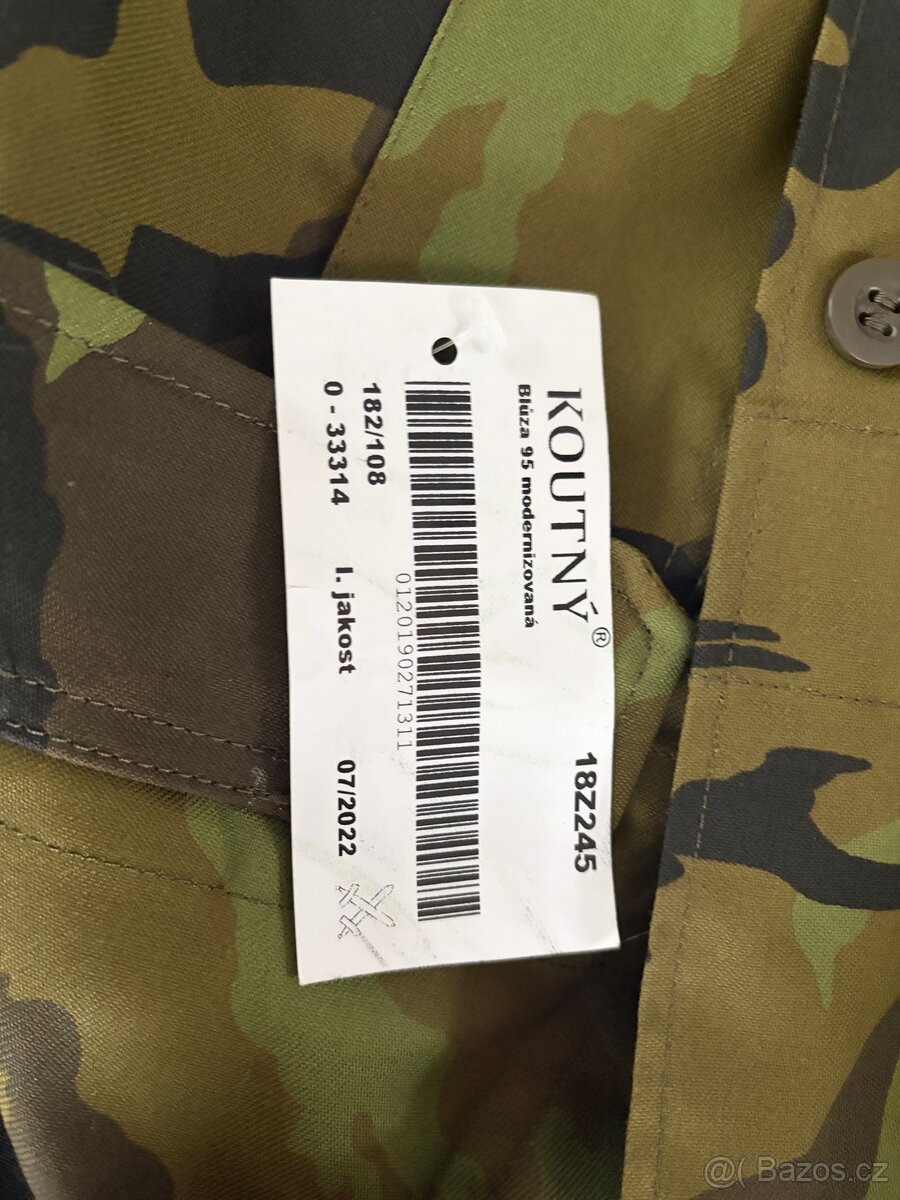 KOUTNÝ® 18Z245
Blůza 95 modernizovaná
0120190271311
182/108
0 - 33314 I. jakost 07/2022
@( Bazos.cz